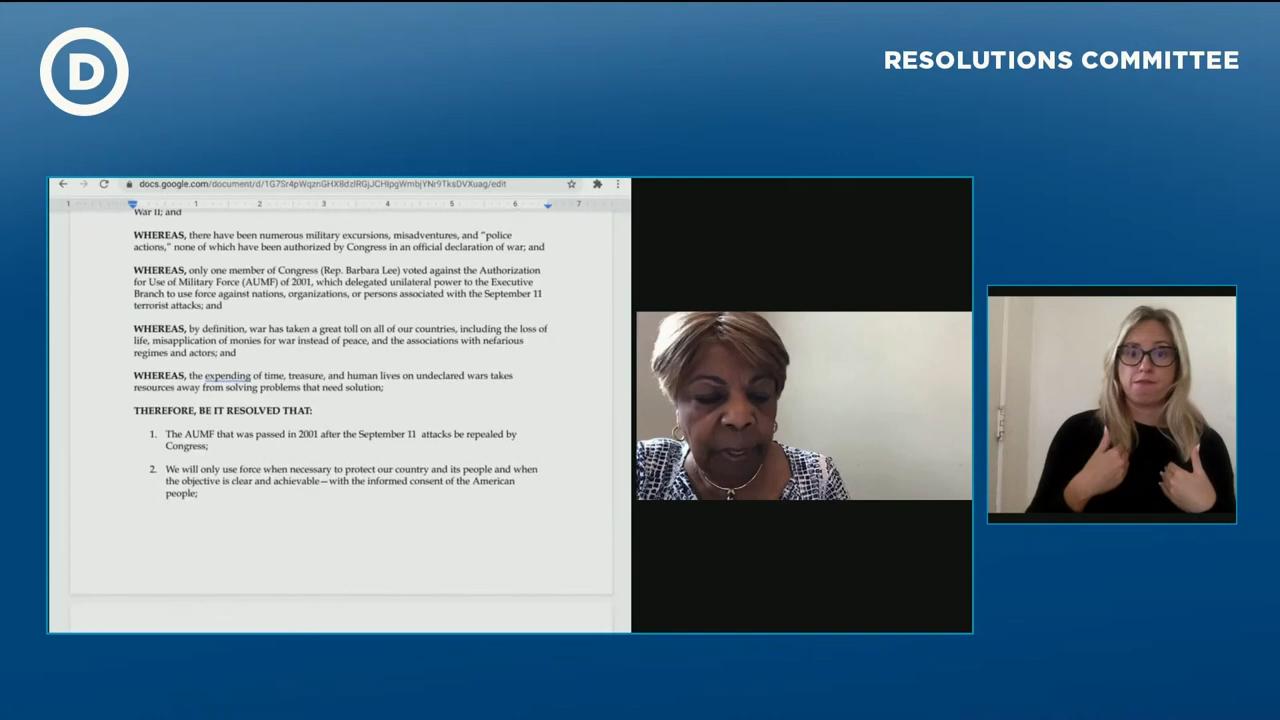 D
RESOLUTIONS COMMITTEE
docs.google.com/document/d/1G7Sr4pWqznGHX8dzIRGjJCHIpgWmbjYNr9TksDVXuag/edit
1 1 2 3 4 5 6 7
War II; and
WHEREAS, there have been numerous military excursions, misadventures, and “police
actions,” none of which have been authorized by Congress in an official declaration of war; and
WHEREAS, only one member of Congress (Rep. Barbara Lee) voted against the Authorization
for Use of Military Force (AUMF) of 2001, which delegated unilateral power to the Executive
Branch to use force against nations, organizations, or persons associated with the September 11
terrorist attacks; and
WHEREAS, by definition, war has taken a great toll on all of our countries, including the loss of
life, misapplication of monies for war instead of peace, and the associations with nefarious
regimes and actors; and
WHEREAS, the expending of time, treasure, and human lives on undeclared wars takes
resources away from solving problems that need solution;
THEREFORE, BE IT RESOLVED THAT:
1. The AUMF that was passed in 2001 after the September 11 attacks be repealed by
Congress;
2. We will only use force when necessary to protect our country and its people and when
the objective is clear and achievable—with the informed consent of the American
people;